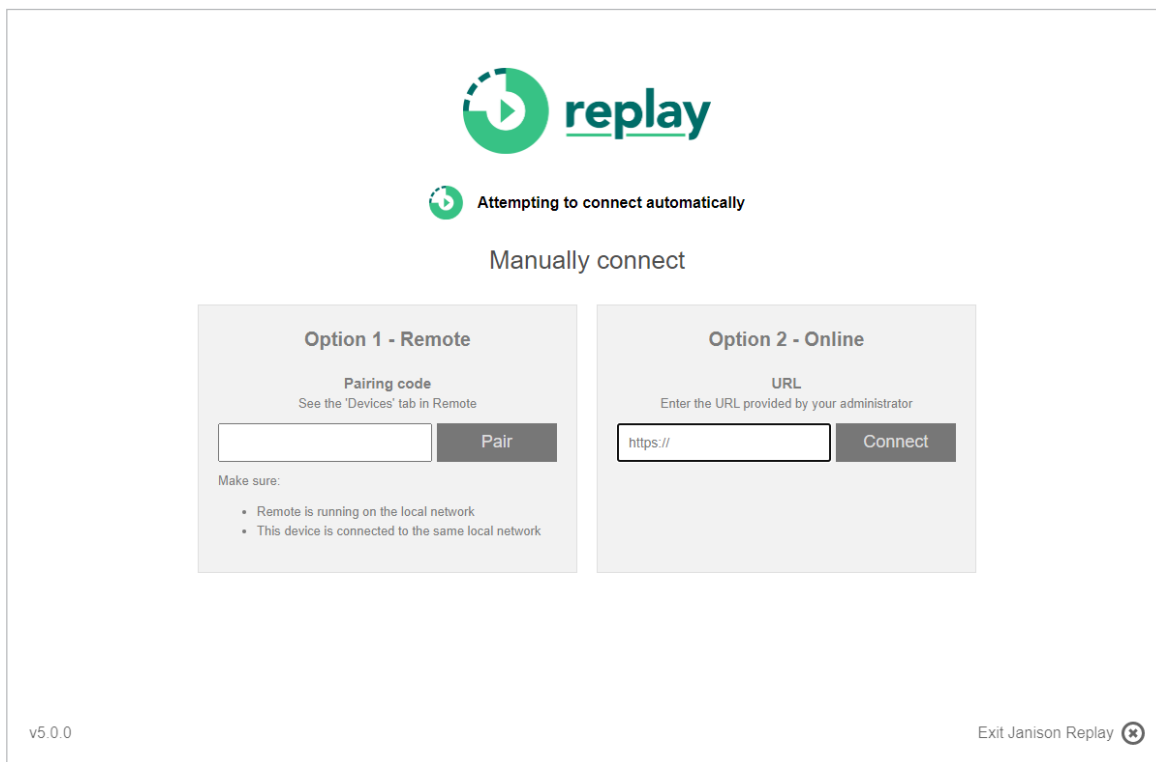 replay
Attempting to connect automatically
Manually connect
Option 1 - Remote
Pairing code
See the 'Devices' tab in Remote
Pair
Make sure:
• Remote is running on the local network
• This device is connected to the same local network
Option 2 - Online
URL
Enter the URL provided by your administrator
https://
Connect
v5.0.0
Exit Janison Replay